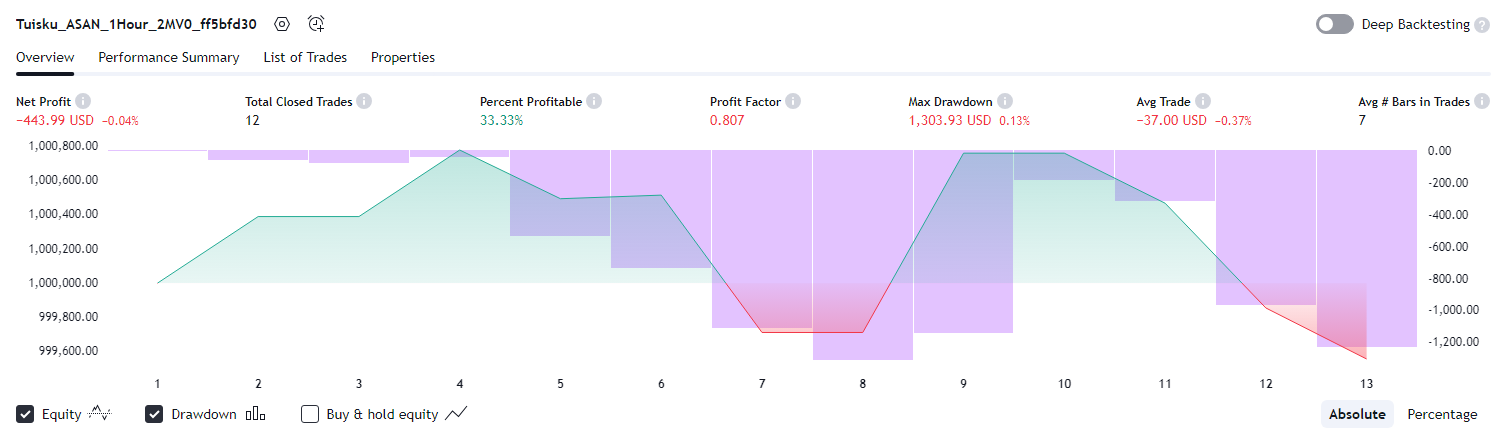 Tuisku_ASAN_1Hour_2MV0_ff5bfd30 Deep Backtesting ?
Overview Performance Summary List of Trades Properties
Net Profit i Total Closed Trades i Percent Profitable i Profit Factor i Max Drawdown i Avg Trade i Avg # Bars in Trades i
−443.99 USD −0.04% 12 33.33% 0.807 1,303.93 USD 0.13% −37.00 USD −0.37% 7
1,000,800.00 0.00
1,000,600.00 -200.00
1,000,400.00 -400.00
1,000,200.00 -600.00
1,000,000.00 -800.00
999,800.00 -1,000.00
999,600.00 -1,200.00
1 2 3 4 5 6 7 8 9 10 11 12 13
Equity Drawdown Buy & hold equity Absolute Percentage